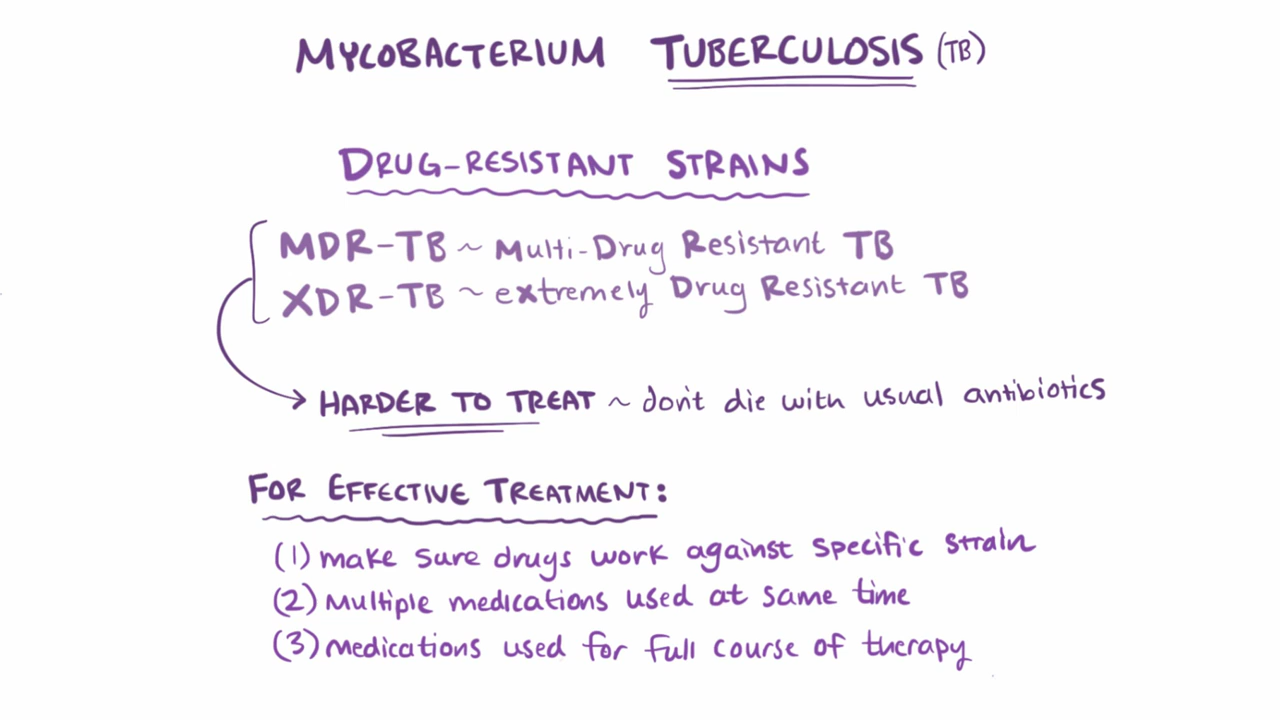 MYCOBACTERIUM TUBERCULOSIS (TB)
DRUG-RESISTANT STRAINS
MDR-TB ~ Multi-Drug Resistant TB
XDR-TB ~ extremely Drug Resistant TB
HARDER TO TREAT ~ don't die with usual antibiotics
FOR EFFECTIVE TREATMENT:
(1) make sure drugs work against specific strain
(2) Multiple medications used at same time
(3) Medications used for full course of therapy